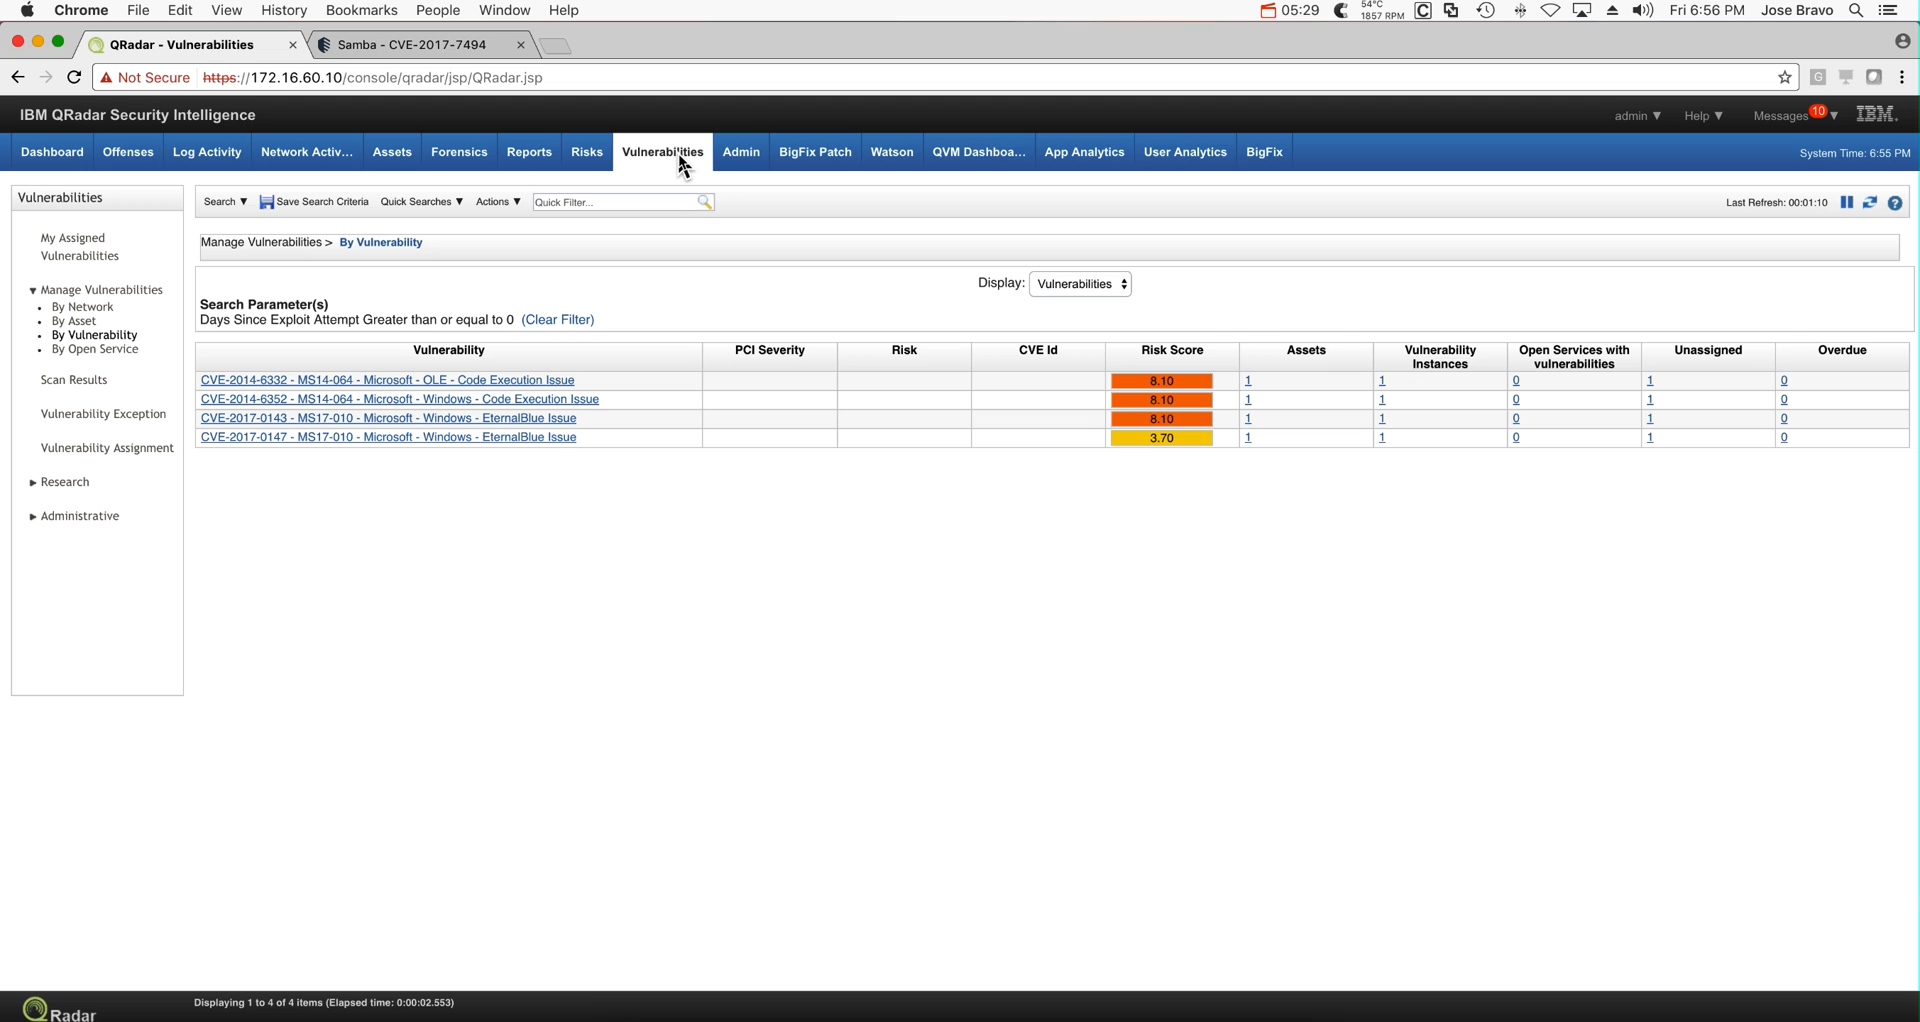 Chrome File Edit View History Bookmarks People Window Help 05:29 54°C 1857 RPM Fri 6:56 PM Jose Bravo
QRadar - Vulnerabilities × Samba - CVE-2017-7494 ×
Not Secure https://172.16.60.10/console/qradar/jsp/QRadar.jsp
IBM QRadar Security Intelligence admin ▼ Help ▼ Messages 10 ▼ IBM.
Dashboard Offenses Log Activity Network Activ... Assets Forensics Reports Risks Vulnerabilities Admin BigFix Patch Watson QVM Dashboa... App Analytics User Analytics BigFix System Time: 6:55 PM
Vulnerabilities
My Assigned
Vulnerabilities
▼ Manage Vulnerabilities
• By Network
• By Asset
• By Vulnerability
• By Open Service
Scan Results
Vulnerability Exception
Vulnerability Assignment
► Research
► Administrative
Search ▼ Save Search Criteria Quick Searches ▼ Actions ▼ Quick Filter... Last Refresh: 00:01:10
Manage Vulnerabilities > By Vulnerability
Display: Vulnerabilities
Search Parameter(s)
Days Since Exploit Attempt Greater than or equal to 0 (Clear Filter)
Vulnerability PCI Severity Risk CVE Id Risk Score Assets Vulnerability Instances Open Services with vulnerabilities Unassigned Overdue
CVE-2014-6332 - MS14-064 - Microsoft - OLE - Code Execution Issue 8.10 1 1 0 1 0
CVE-2014-6352 - MS14-064 - Microsoft - Windows - Code Execution Issue 8.10 1 1 0 1 0
CVE-2017-0143 - MS17-010 - Microsoft - Windows - EternalBlue Issue 8.10 1 1 0 1 0
CVE-2017-0147 - MS17-010 - Microsoft - Windows - EternalBlue Issue 3.70 1 1 0 1 0
QRadar Displaying 1 to 4 of 4 items (Elapsed time: 0:00:02.553)